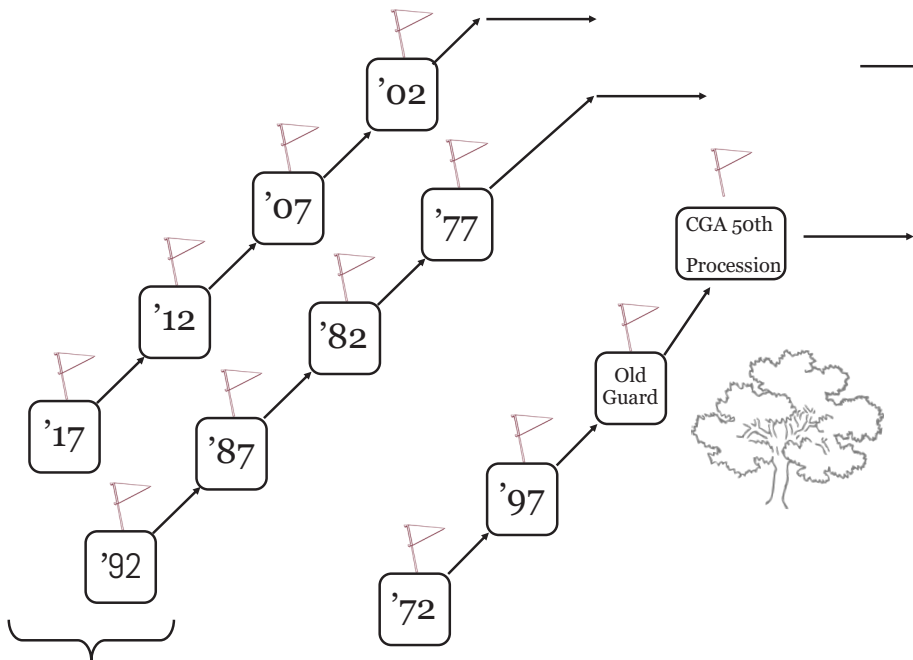 ’02
’07
’77
CGA 50th
Procession
’12
’82
Old
Guard
’17
’87
’97
’92
’72